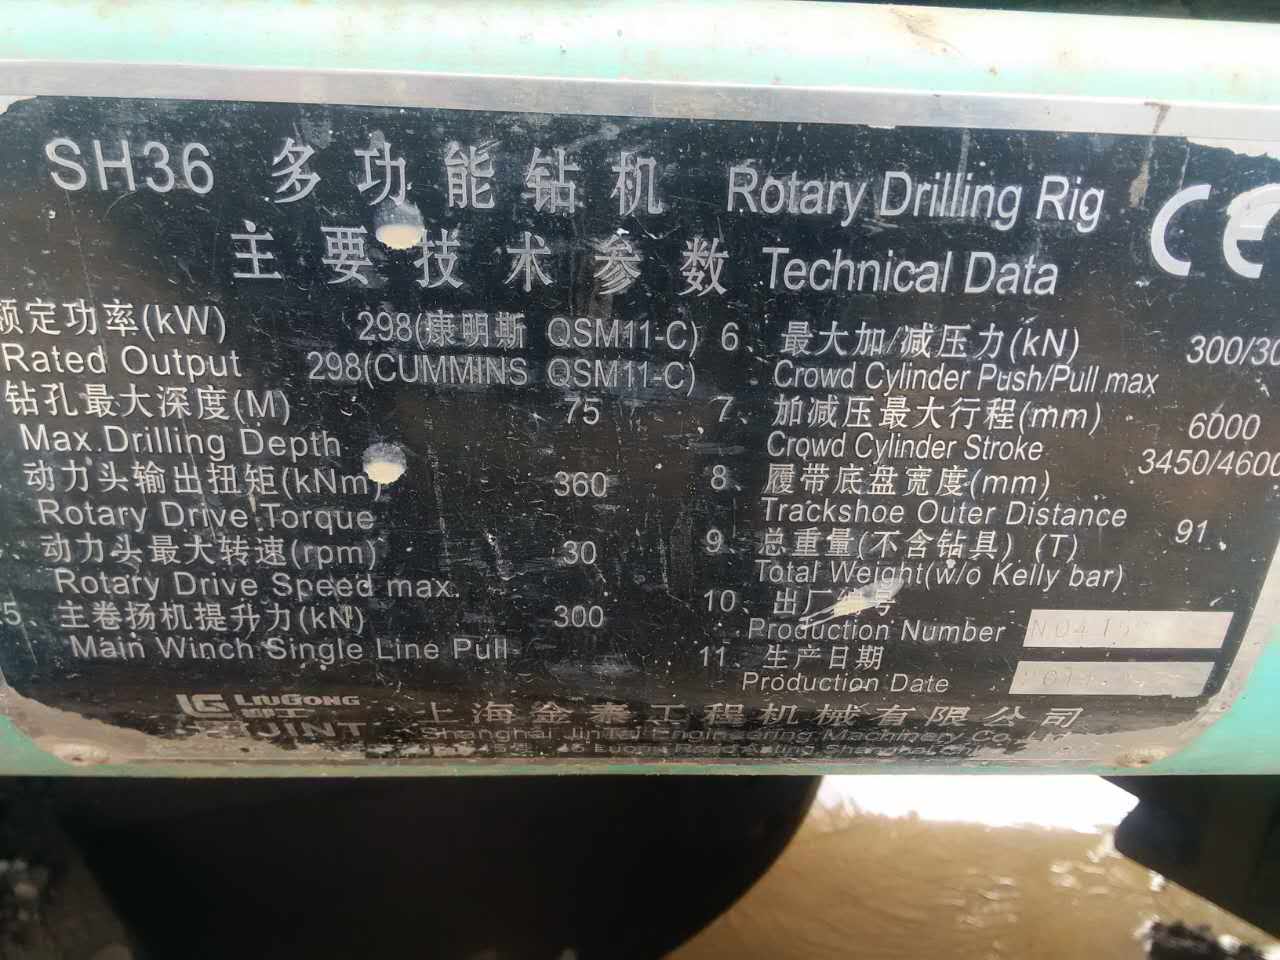 SH36 多功能钻机 Rotary Drilling Rig CE
主要技术参数 Technical Data
额定功率(kW) 298(康明斯 QSM11-C)
Rated Output 298(CUMMINS QSM11-C)
钻孔最大深度(M) 75
Max.Drilling Depth
动力头输出扭矩(kNm) 360
Rotary Drive Torque
动力头最大转速(rpm) 30
Rotary Drive Speed max.
5、主卷扬机提升力(kN) 300
Main Winch Single Line Pull
6、最大加/减压力(kN) 300/30
Crowd Cylinder Push/Pull max
7、加减压最大行程(mm) 6000
Crowd Cylinder Stroke
8、履带底盘宽度(mm) 3450/4600
Trackshoe Outer Distance
9、总重量(不含钻具)(T) 91
Total Weight(w/o Kelly bar)
10、出厂编号
Production Number
11、生产日期
Production Date
LG LIUGONG
上海金泰工程机械有限公司
Shanghai JinTai Engineering Machinery Co.